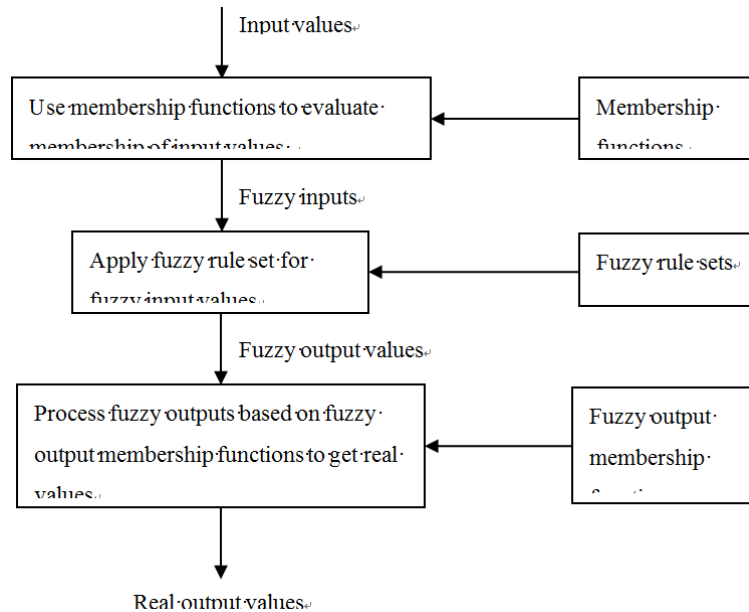 Input values
Use membership functions to evaluate
membership of input values.
Membership
functions
Fuzzy inputs
Apply fuzzy rule set for
fuzzy input values
Fuzzy rule sets
Fuzzy output values
Process fuzzy outputs based on fuzzy
output membership functions to get real
values
Fuzzy output
membership
Real output values